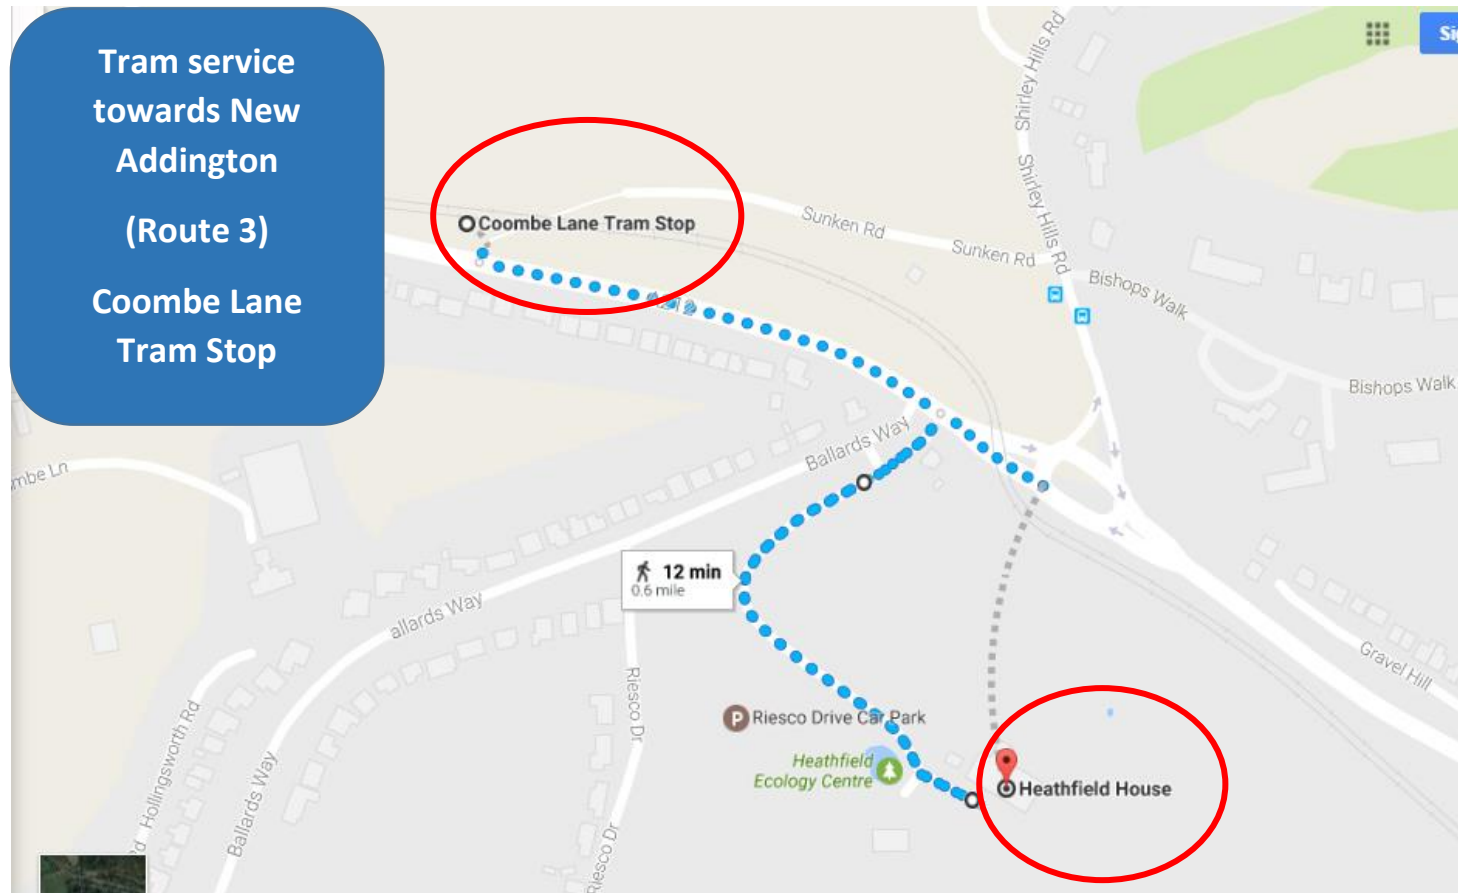 Tram service
towards New
Addington
(Route 3)
Coombe Lane
Tram Stop
Shirley Hills Rd
Shirley Hills Rd
Coombe Lane Tram Stop
Sunken Rd
Sunken Rd
Bishops Walk
Bishops Walk
Ballards Way
mbe Ln
12 min
0.6 mile
allards Way
Riesco Dr
Gravel Hill
Hollingsworth Rd
Rd
P
Riesco Drive Car Park
Heathfield
Ecology Centre
Heathfield House
Ballards Way
Riesco Dr